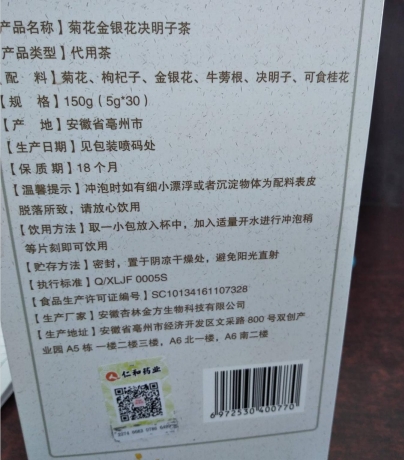 产品名称】菊花金银花决明子茶
产品类型】代用茶
配　料】菊花、枸杞子、金银花、牛蒡根、决明子、可食桂花
【规　格】150g（5g*30）
【产　地】安徽省亳州市
【生产日期】见包装喷码处
【保 质 期】18个月
【温馨提示】冲泡时如有细小漂浮或者沉淀物体为配料表皮
脱落所致，请放心饮用
【饮用方法】取一小包放入杯中，加入适量开水进行冲泡稍
等片刻即可饮用
【贮存方法】密封，置于阴凉干燥处，避免阳光直射
【执行标准】Q/XLJF 0005S
【食品生产许可证编号】SC10134161107328
【生产厂家】安徽杏林金方生物科技有限公司
【生产地址】安徽省亳州市经济开发区文采路800号双创产
业园A5栋 一楼二楼三楼，A6北一楼，A6南二楼
仁和药业
6972530400770